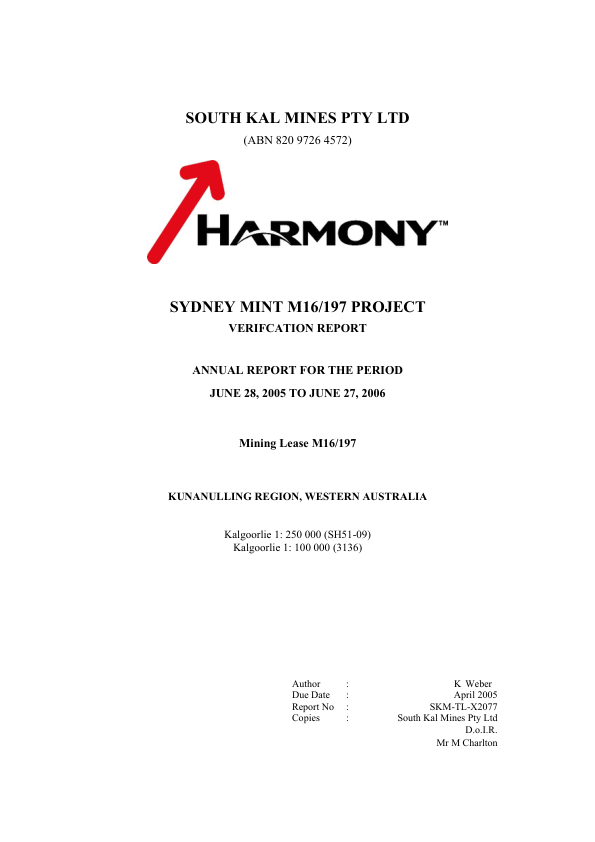 SOUTH KAL MINES PTY LTD
(ABN 820 9726 4572)
HARMONY™
SYDNEY MINT M16/197 PROJECT
VERIFCATION REPORT
ANNUAL REPORT FOR THE PERIOD
JUNE 28, 2005 TO JUNE 27, 2006
Mining Lease M16/197
KUNANULLING REGION, WESTERN AUSTRALIA
Kalgoorlie 1: 250 000 (SH51-09)
Kalgoorlie 1: 100 000 (3136)
Author : K Weber
Due Date : April 2005
Report No : SKM-TL-X2077
Copies : South Kal Mines Pty Ltd
D.o.I.R.
Mr M Charlton